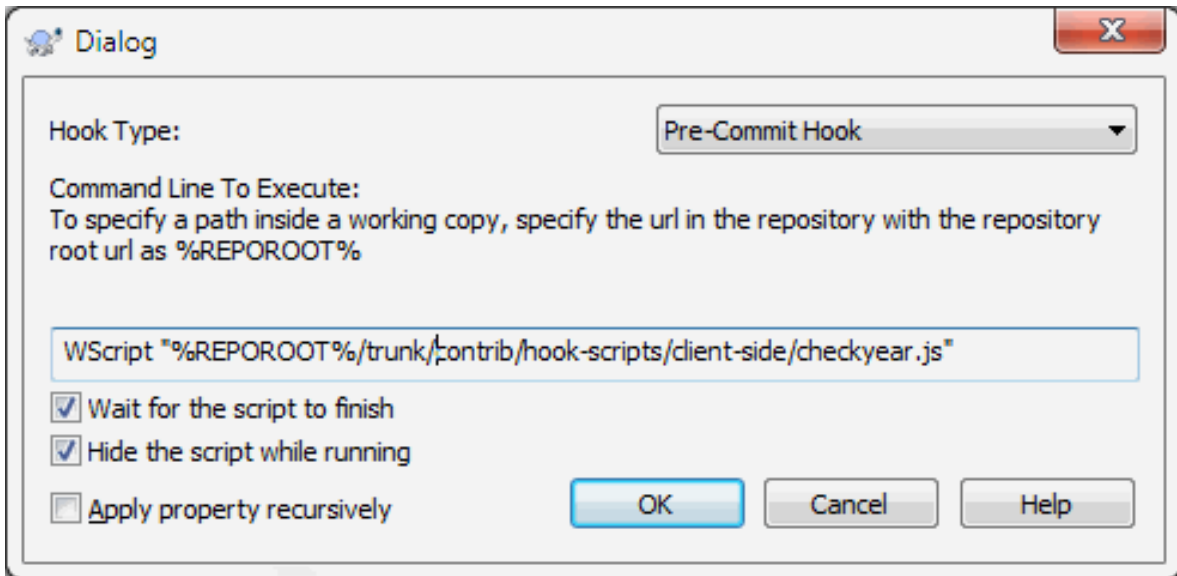 Dialog
Hook Type:
Pre-Commit Hook
Command Line To Execute:
To specify a path inside a working copy, specify the url in the repository with the repository
root url as %REPOROOT%
WScript "%REPOROOT%/trunk/contrib/hook-scripts/client-side/checkyear.js"
Wait for the script to finish
Hide the script while running
Apply property recursively
OK
Cancel
Help